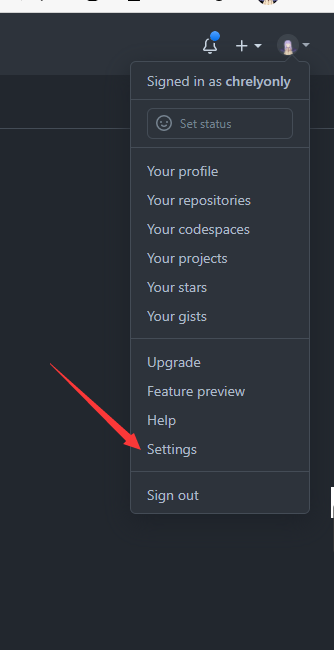 Signed in as chrelyonly
Set status
Your profile
Your repositories
Your codespaces
Your projects
Your stars
Your gists
Upgrade
Feature preview
Help
Settings
Sign out